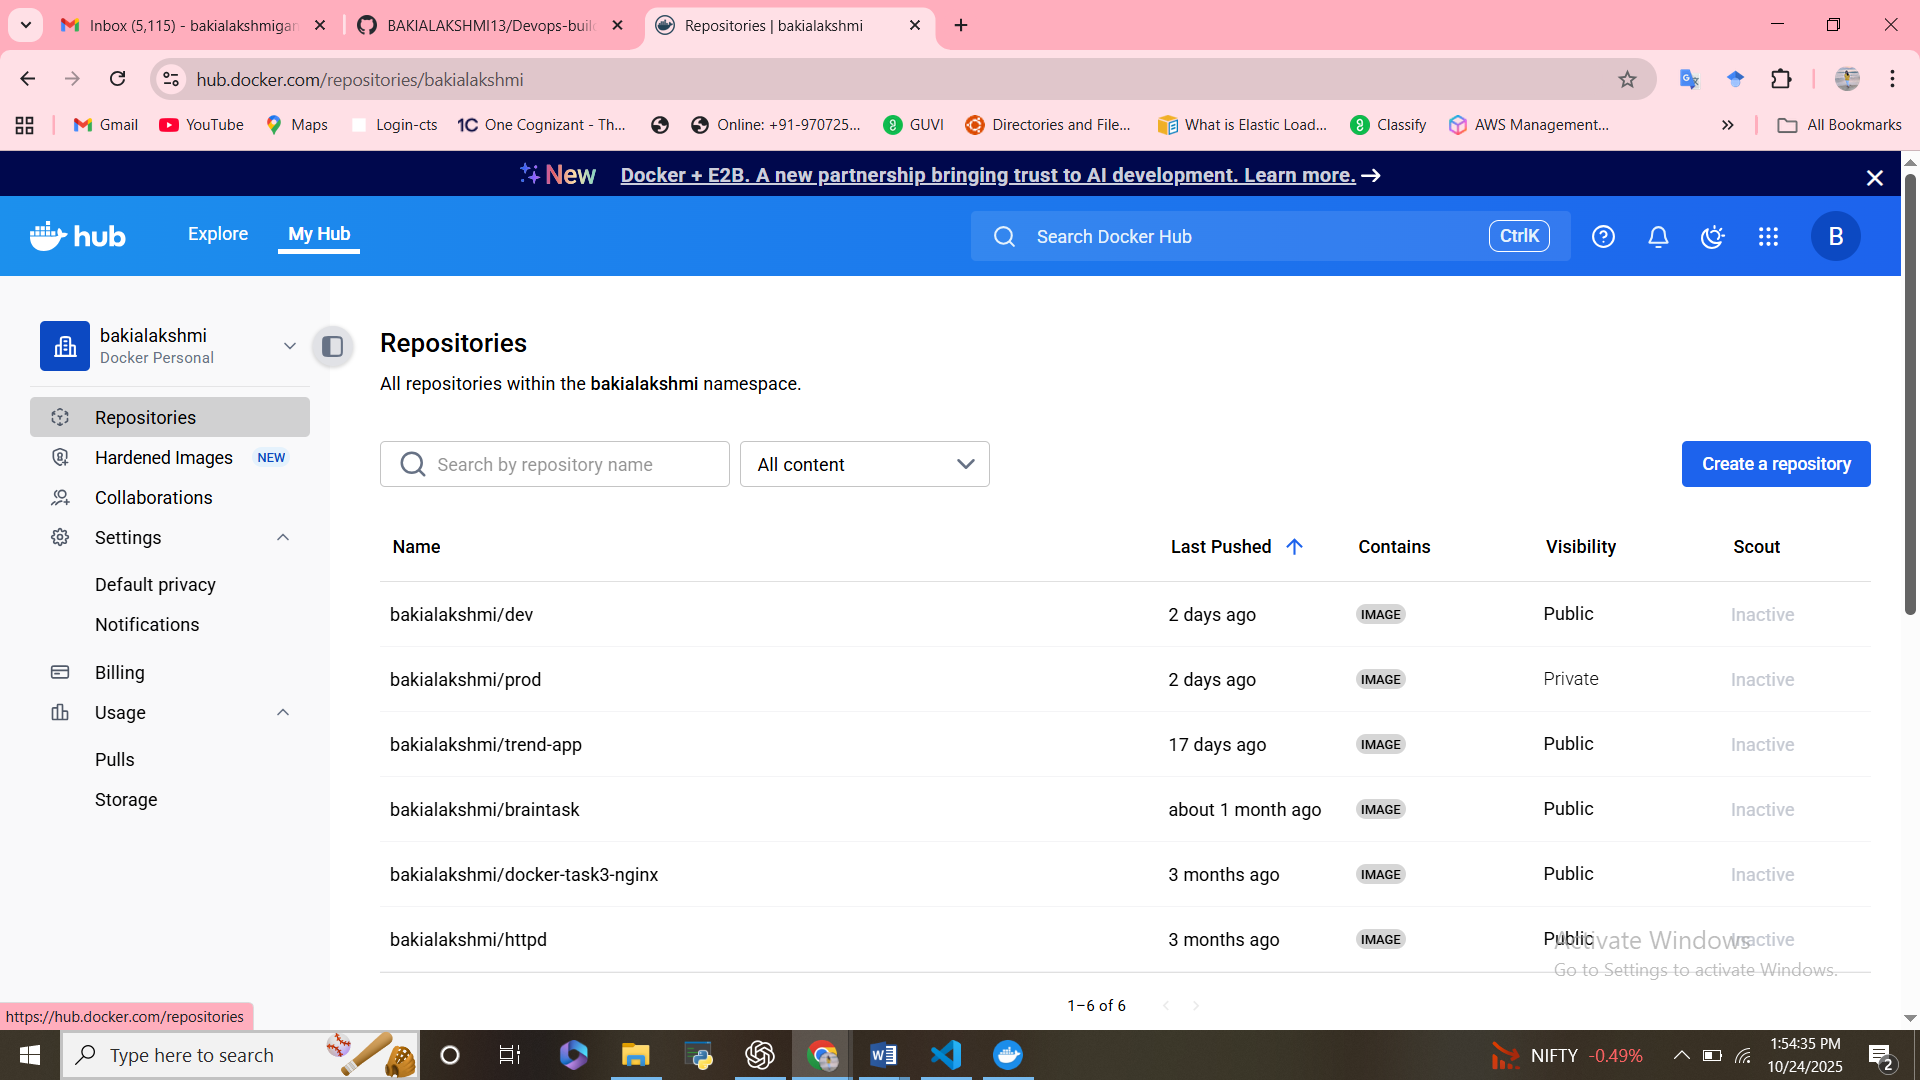 Inbox (5,115) - bakialakshmigan
BAKIALAKSHMI13/Devops-buil
Repositories | bakialakshmi
hub.docker.com/repositories/bakialakshmi
Gmail
YouTube
Maps
Login-cts
1C One Cognizant - Th...
Online: +91-970725...
GUVI
Directories and File...
What is Elastic Load...
Classify
AWS Management...
All Bookmarks
New
Docker + E2B. A new partnership bringing trust to AI development. Learn more.
hub
Explore
My Hub
Search Docker Hub
CtrlK
B
bakialakshmi
Docker Personal
Repositories
Hardened Images NEW
Collaborations
Settings
Default privacy
Notifications
Billing
Usage
Pulls
Storage
Repositories
All repositories within the bakialakshmi namespace.
Search by repository name
All content
Create a repository
Name Last Pushed Contains Visibility Scout
bakialakshmi/dev 2 days ago IMAGE Public Inactive
bakialakshmi/prod 2 days ago IMAGE Private Inactive
bakialakshmi/trend-app 17 days ago IMAGE Public Inactive
bakialakshmi/braintask about 1 month ago IMAGE Public Inactive
bakialakshmi/docker-task3-nginx 3 months ago IMAGE Public Inactive
bakialakshmi/httpd 3 months ago IMAGE Public Inactive
Activate Windows
Go to Settings to activate Windows.
1–6 of 6
https://hub.docker.com/repositories
Type here to search
NIFTY -0.49%
1:54:35 PM
10/24/2025
2